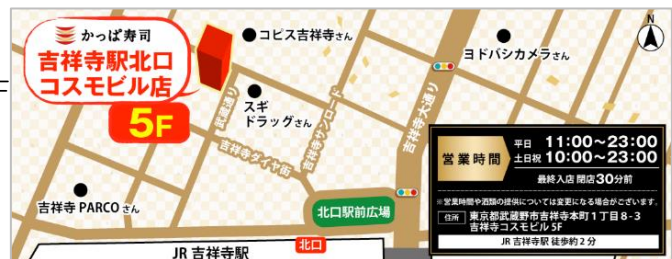 かっぱ寿司
吉祥寺駅北口
コスモビル店
5F
コピス吉祥寺さん
ヨドバシカメラさん
N
武蔵通り
スギ
ドラッグさん
吉祥寺サンロード
吉祥寺大通り
吉祥寺ダイヤ街
吉祥寺 PARCOさん
北口駅前広場
北口
JR 吉祥寺駅
営業時間
平日 11:00～23:00
土日祝 10:00～23:00
最終入店 閉店30分前
※営業時間や酒類の提供については変更になる場合がございます。
住所 東京都武蔵野市吉祥寺本町1丁目8-3
吉祥寺コスモビル 5F
JR 吉祥寺駅 徒歩約2分